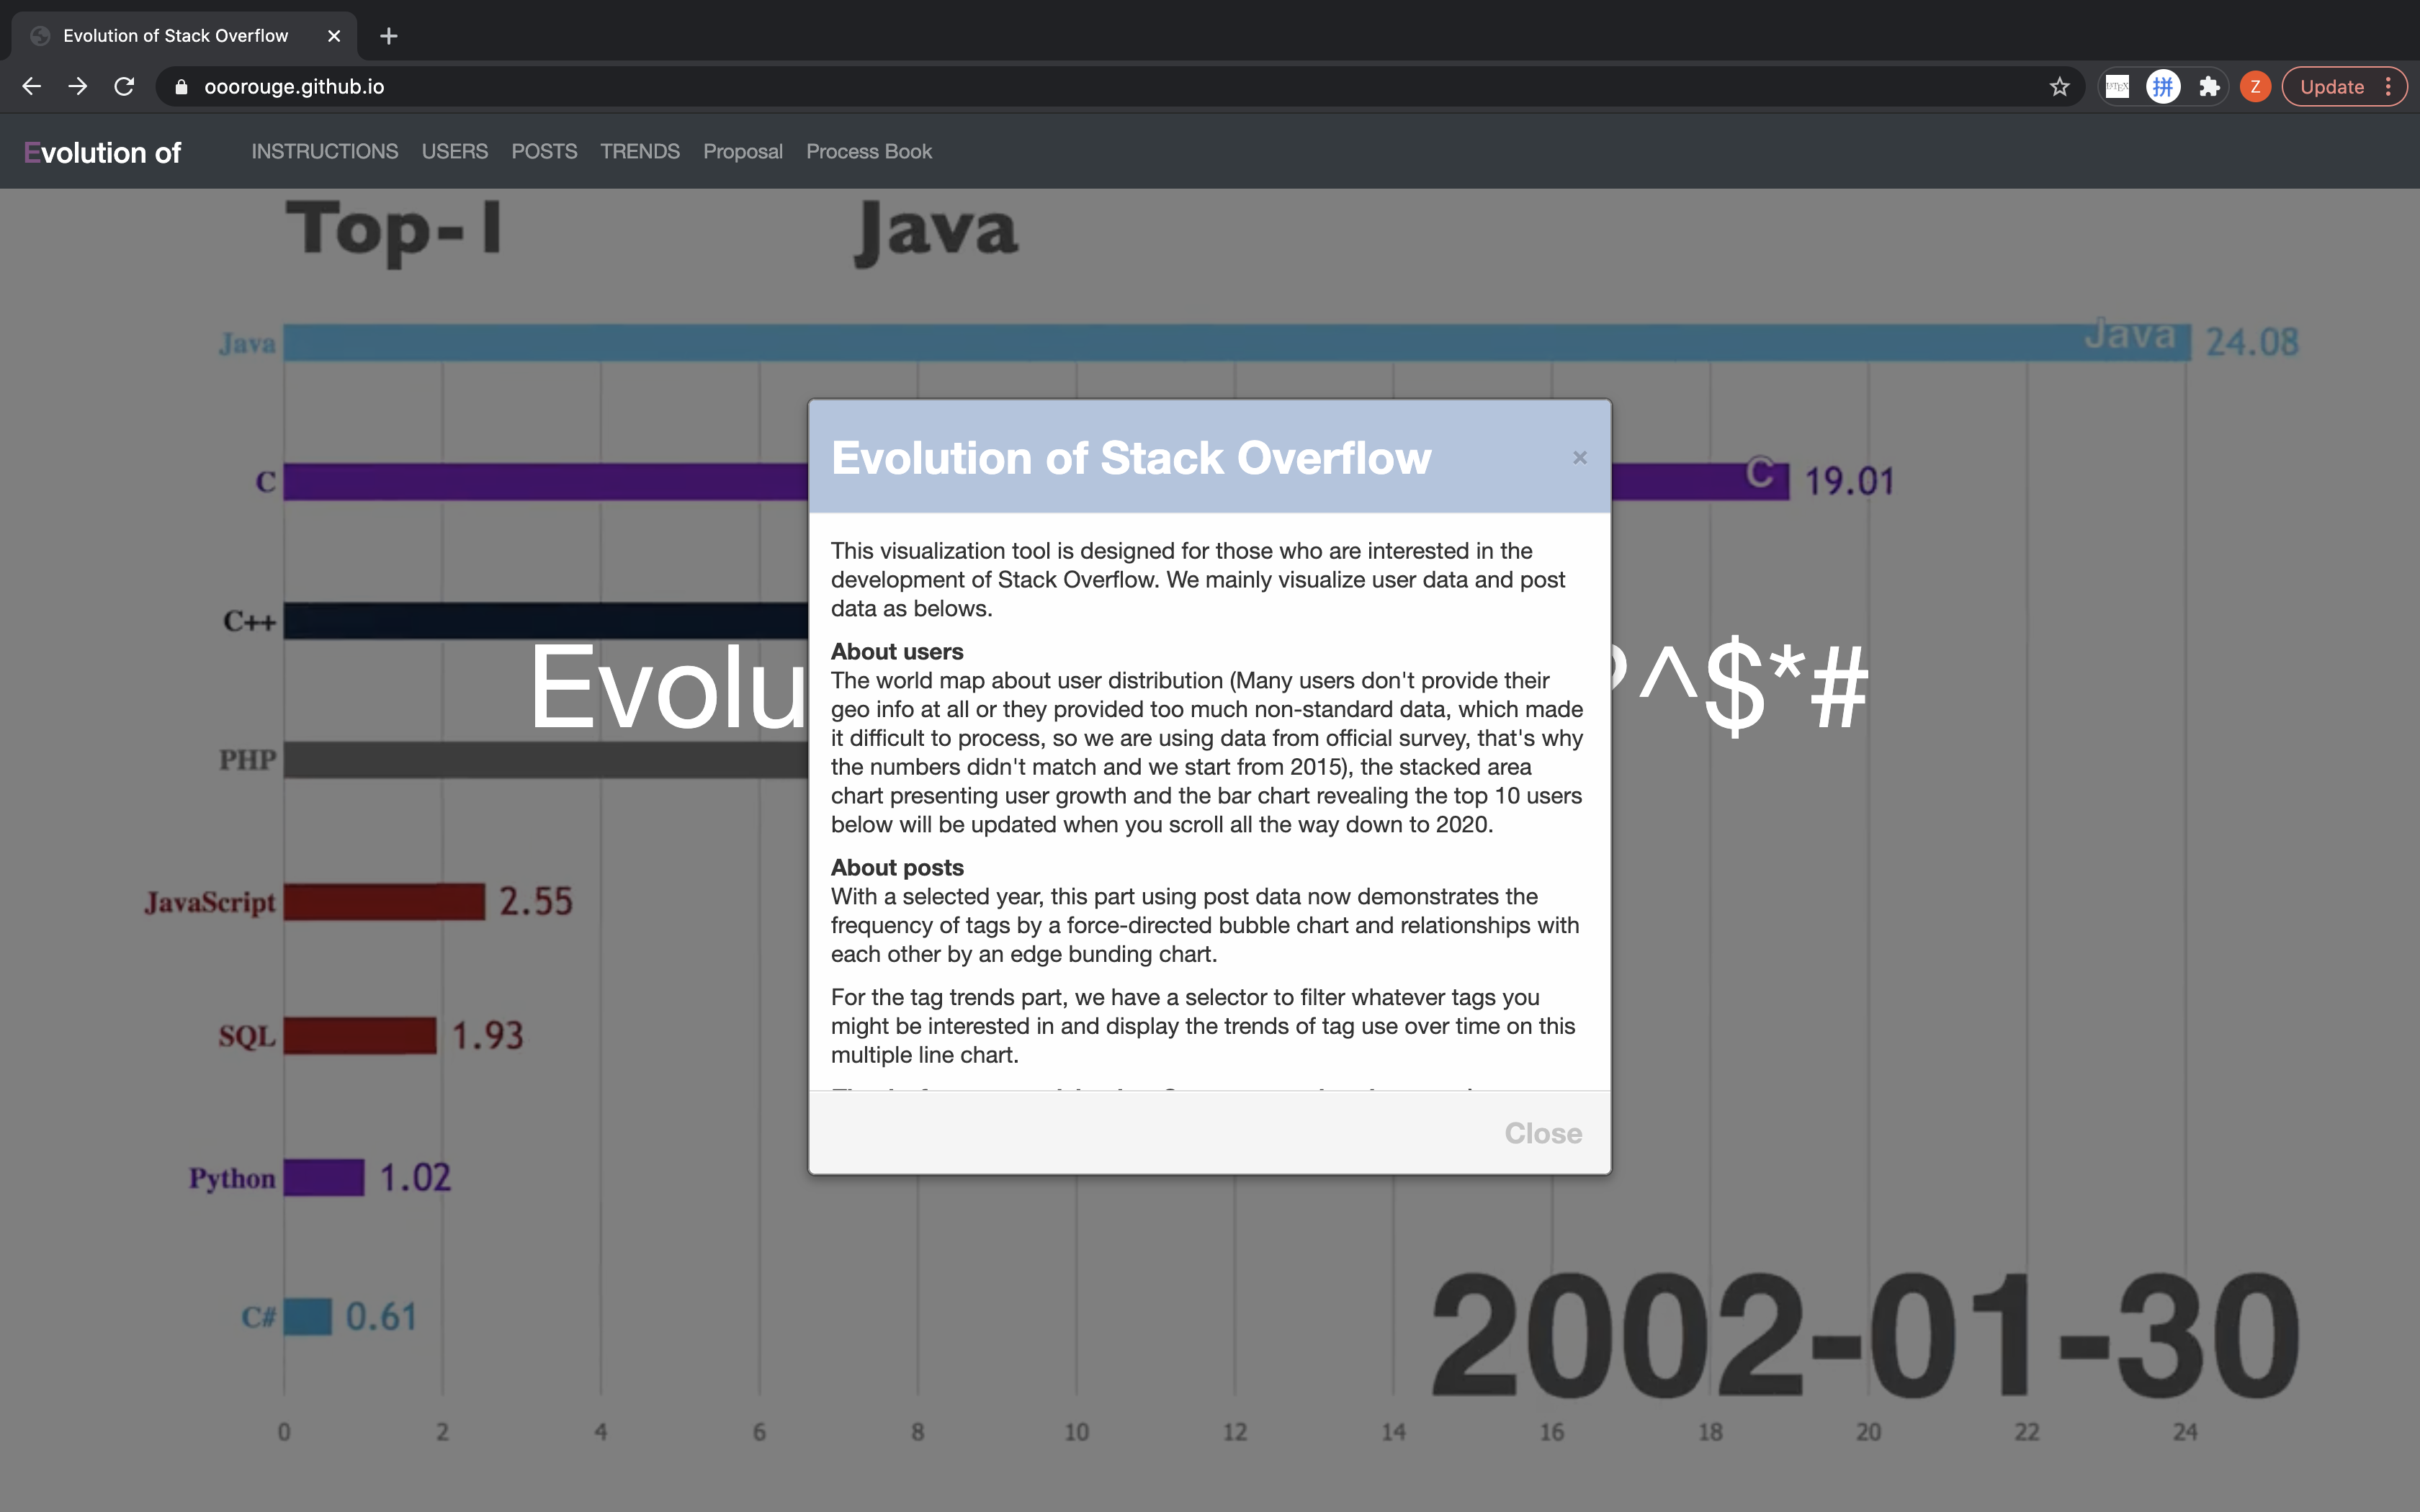 Evolution of Stack Overflow
ooorouge.github.io
Z
Update
Evolution of INSTRUCTIONS USERS POSTS TRENDS Proposal Process Book
Top-1 Java
Java Java 24.08
C C 19.01
C++
PHP
JavaScript 2.55
SQL 1.93
Python 1.02
C# 0.61
Evolu ^$*#
2002-01-30
0 2 4 6 8 10 12 14 16 18 20 22 24
Evolution of Stack Overflow ×
This visualization tool is designed for those who are interested in the
development of Stack Overflow. We mainly visualize user data and post
data as belows.
About users
The world map about user distribution (Many users don't provide their
geo info at all or they provided too much non-standard data, which made
it difficult to process, so we are using data from official survey, that's why
the numbers didn't match and we start from 2015), the stacked area
chart presenting user growth and the bar chart revealing the top 10 users
below will be updated when you scroll all the way down to 2020.
About posts
With a selected year, this part using post data now demonstrates the
frequency of tags by a force-directed bubble chart and relationships with
each other by an edge bunding chart.
For the tag trends part, we have a selector to filter whatever tags you
might be interested in and display the trends of tag use over time on this
multiple line chart.
Close